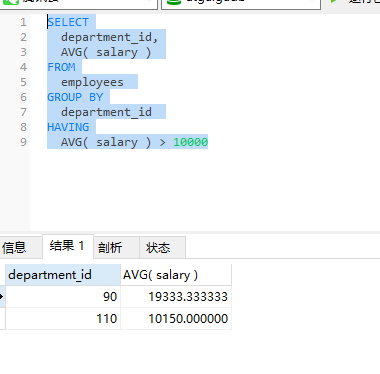 1 SELECT
2 department_id,
3 AVG( salary )
4 FROM
5 employees
6 GROUP BY
7 department_id
8 HAVING
9 AVG( salary ) > 10000
信息 结果 1 剖析 状态
department_id AVG( salary )
90 19333.333333
110 10150.000000